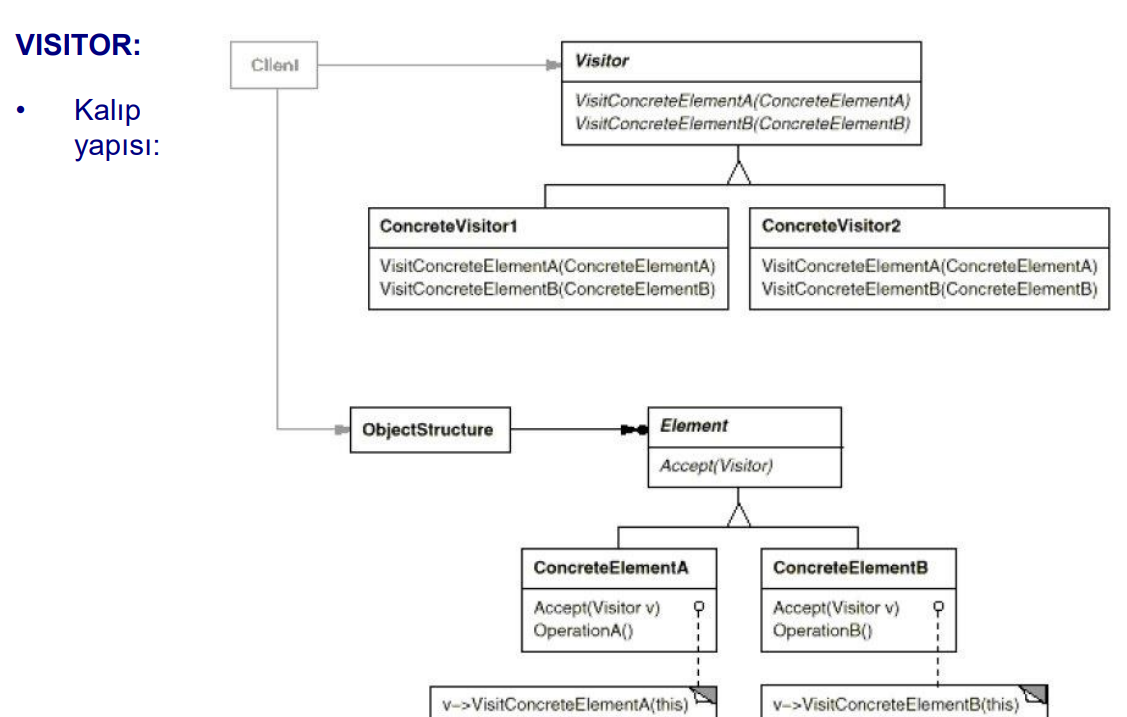 VISITOR:
• Kalıp
yapısı:
Client
Visitor
VisitConcreteElementA(ConcreteElementA)
VisitConcreteElementB(ConcreteElementB)
ConcreteVisitor1
VisitConcreteElementA(ConcreteElementA)
VisitConcreteElementB(ConcreteElementB)
ConcreteVisitor2
VisitConcreteElementA(ConcreteElementA)
VisitConcreteElementB(ConcreteElementB)
ObjectStructure
Element
Accept(Visitor)
ConcreteElementA
Accept(Visitor v)
OperationA()
ConcreteElementB
Accept(Visitor v)
OperationB()
v->VisitConcreteElementA(this)
v->VisitConcreteElementB(this)